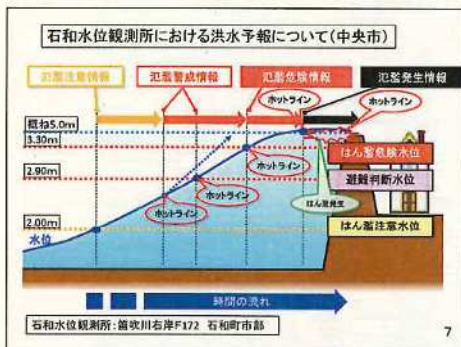 石和水位観測所における洪水予報について(中央市)
氾濫注意情報
氾濫警戒情報
氾濫危険情報
氾濫発生情報
ホットライン
ホットライン
概ね5.0m
3.30m
2.90m
2.00m
水位
ホットライン
ホットライン
ホットライン
はん濫発生
はん濫危険水位
避難判断水位
はん濫注意水位
時間の流れ
石和水位観測所:笛吹川右岸F172 石和町市部
7